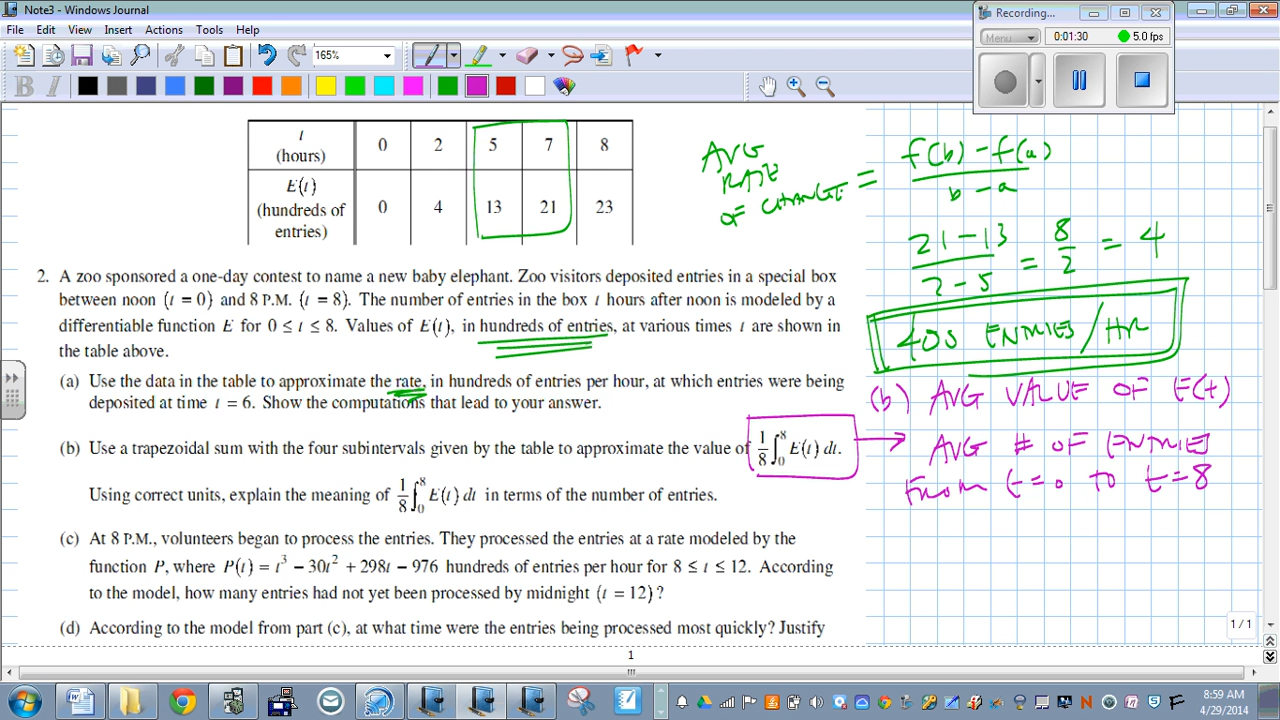 Note3 - Windows Journal
File Edit View Insert Actions Tools Help
165%
B I
Recording...
Menu 0:01:30 5.0 fps
t (hours) 0 2 5 7 8
E(t) (hundreds of entries) 0 4 13 21 23
AVG RATE OF CHANGE = f(b) - f(a) / b - a
21 - 13 / 7 - 5 = 8/2 = 4
400 ENTRIES/HR
2. A zoo sponsored a one-day contest to name a new baby elephant. Zoo visitors deposited entries in a special box
between noon (t = 0) and 8 P.M. (t = 8). The number of entries in the box t hours after noon is modeled by a
differentiable function E for 0 ≤ t ≤ 8. Values of E(t), in hundreds of entries, at various times t are shown in
the table above.
(a) Use the data in the table to approximate the rate, in hundreds of entries per hour, at which entries were being
deposited at time t = 6. Show the computations that lead to your answer.
(b) Use a trapezoidal sum with the four subintervals given by the table to approximate the value of 1/8 ∫₀⁸ E(t) dt.
Using correct units, explain the meaning of 1/8 ∫₀⁸ E(t) dt in terms of the number of entries.
(c) At 8 P.M., volunteers began to process the entries. They processed the entries at a rate modeled by the
function P, where P(t) = t³ − 30t² + 298t − 976 hundreds of entries per hour for 8 ≤ t ≤ 12. According
to the model, how many entries had not yet been processed by midnight (t = 12)?
(d) According to the model from part (c), at what time were the entries being processed most quickly? Justify
(b) AVG VALUE OF E(t)
AVG # OF ENTRIES
FROM t=0 to t=8
1 / 1
1
8:59 AM
4/29/2014